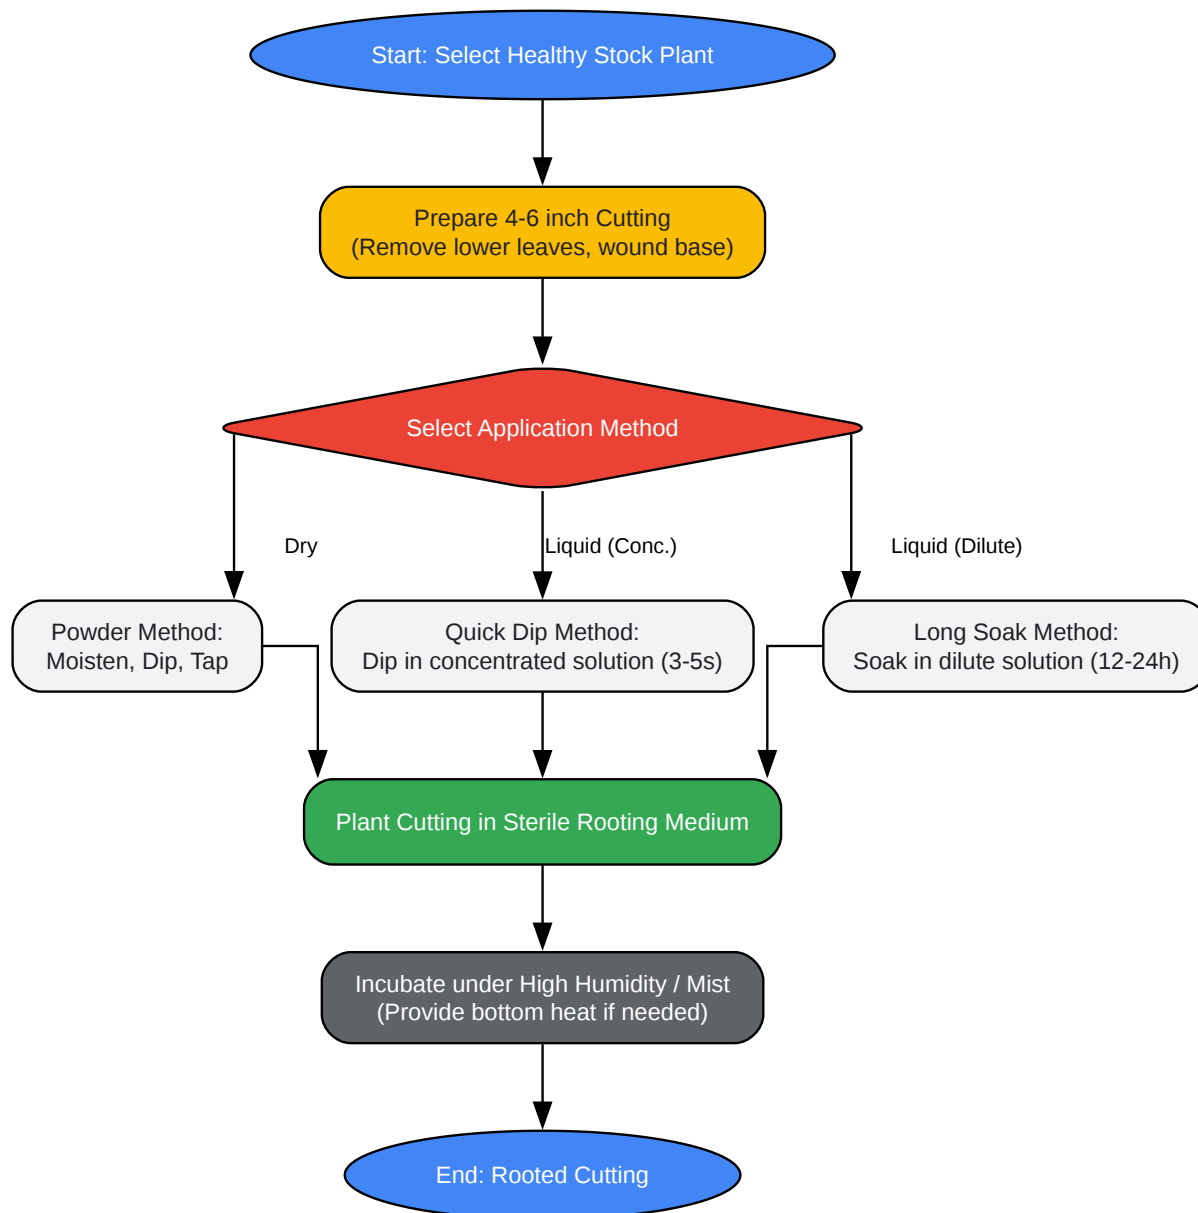 Start: Select Healthy Stock Plant
Prepare 4-6 inch Cutting
(Remove lower leaves, wound base)
Select Application Method
Dry
Liquid (Conc.)
Liquid (Dilute)
Powder Method:
Moisten, Dip, Tap
Quick Dip Method:
Dip in concentrated solution (3-5s)
Long Soak Method:
Soak in dilute solution (12-24h)
Plant Cutting in Sterile Rooting Medium
Incubate under High Humidity / Mist
(Provide bottom heat if needed)
End: Rooted Cutting